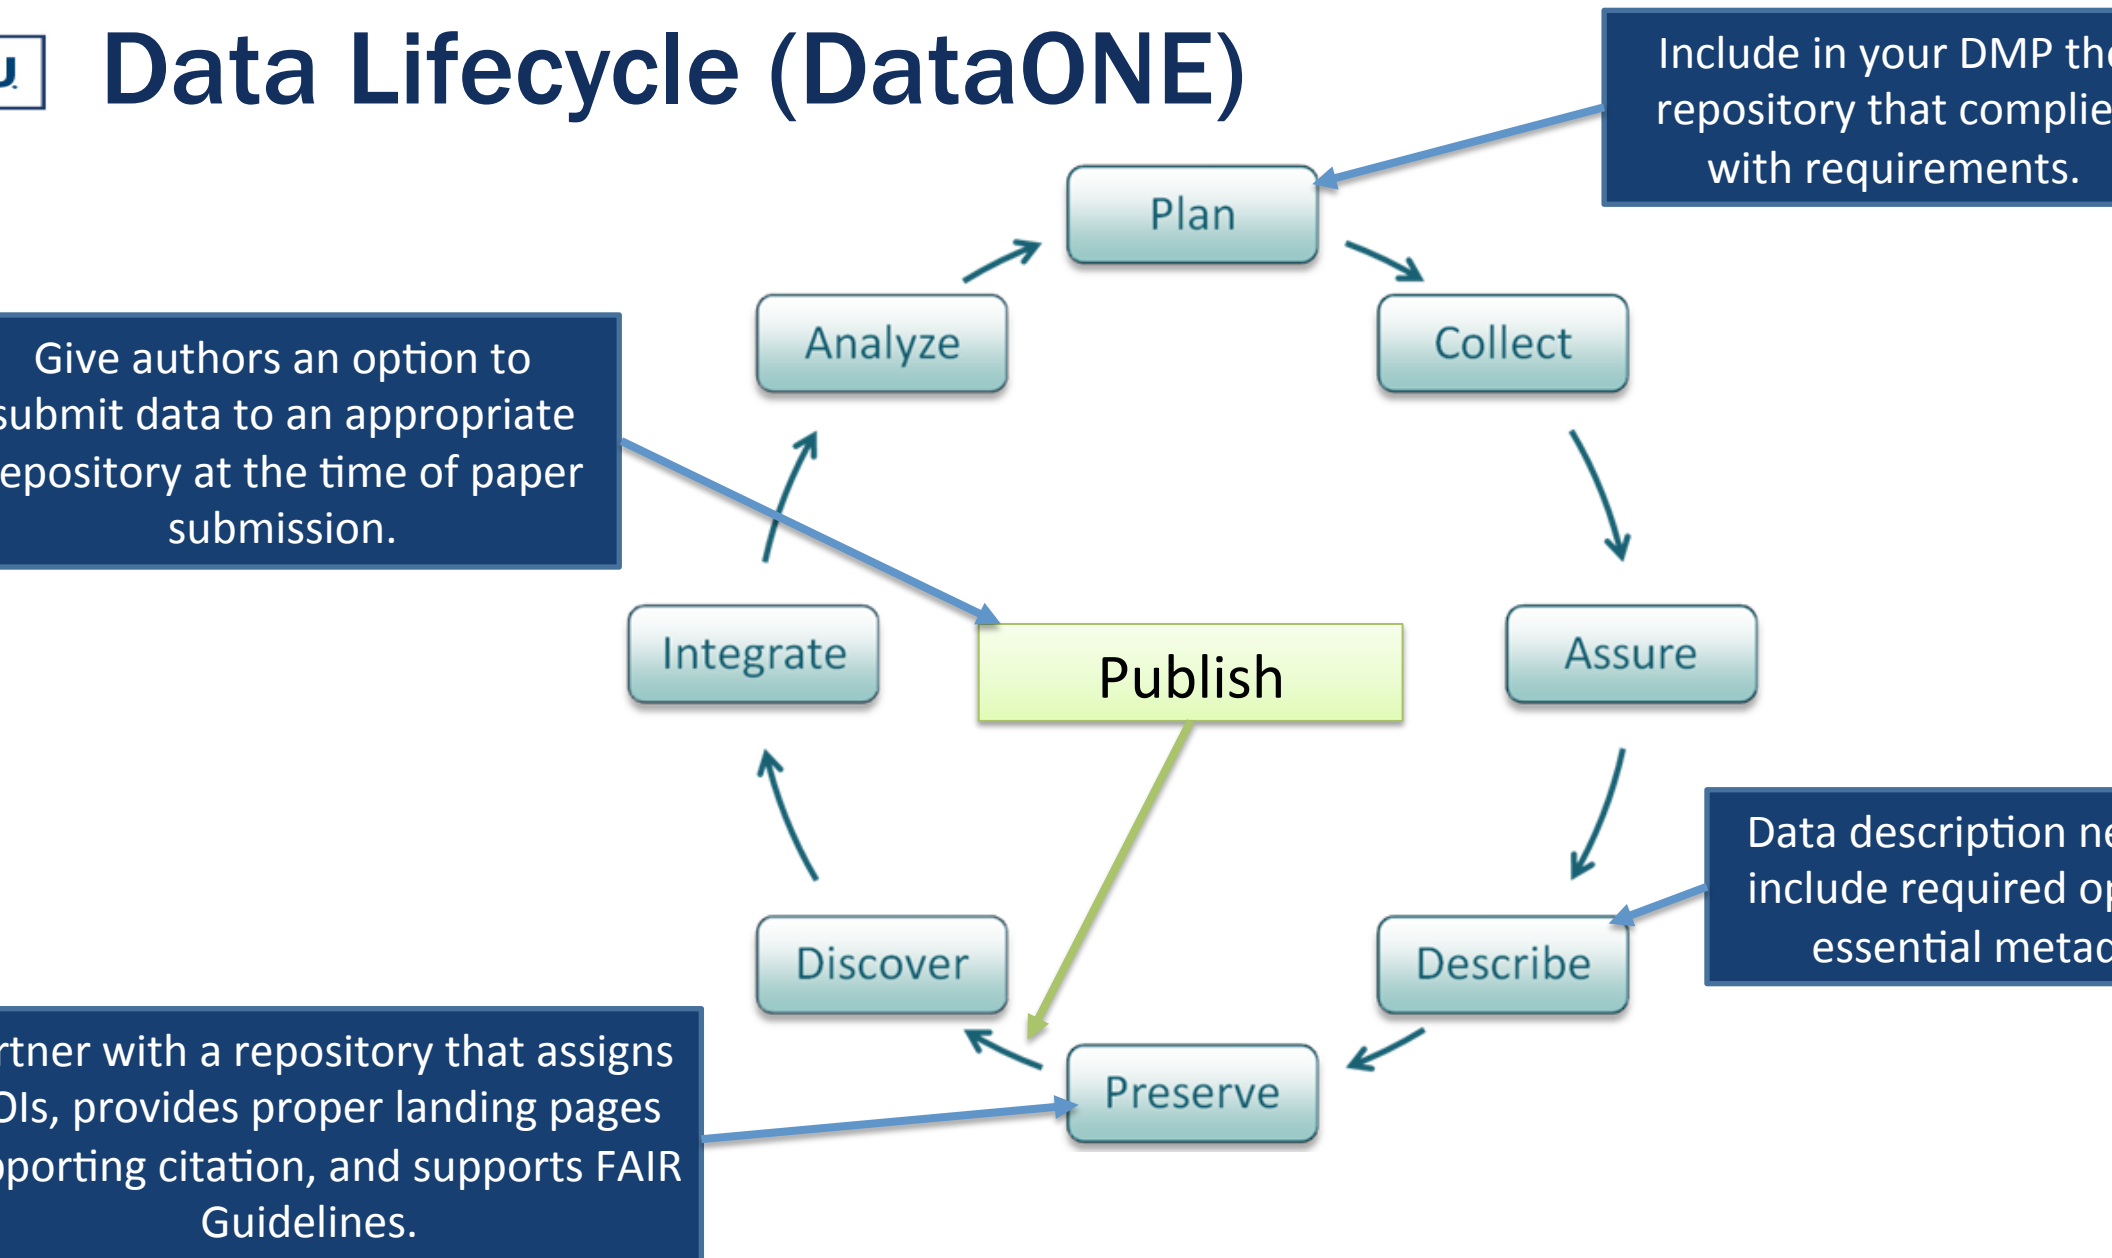 U.
Data Lifecycle (DataONE)
Include in your DMP the
repository that complie
with requirements.
Plan
Analyze
Collect
Give authors an option to
submit data to an appropriate
epository at the time of paper
submission.
Integrate
Publish
Assure
Data description ne
include required op
essential metad
Discover
Describe
rtner with a repository that assigns
OIs, provides proper landing pages
pporting citation, and supports FAIR
Guidelines.
Preserve